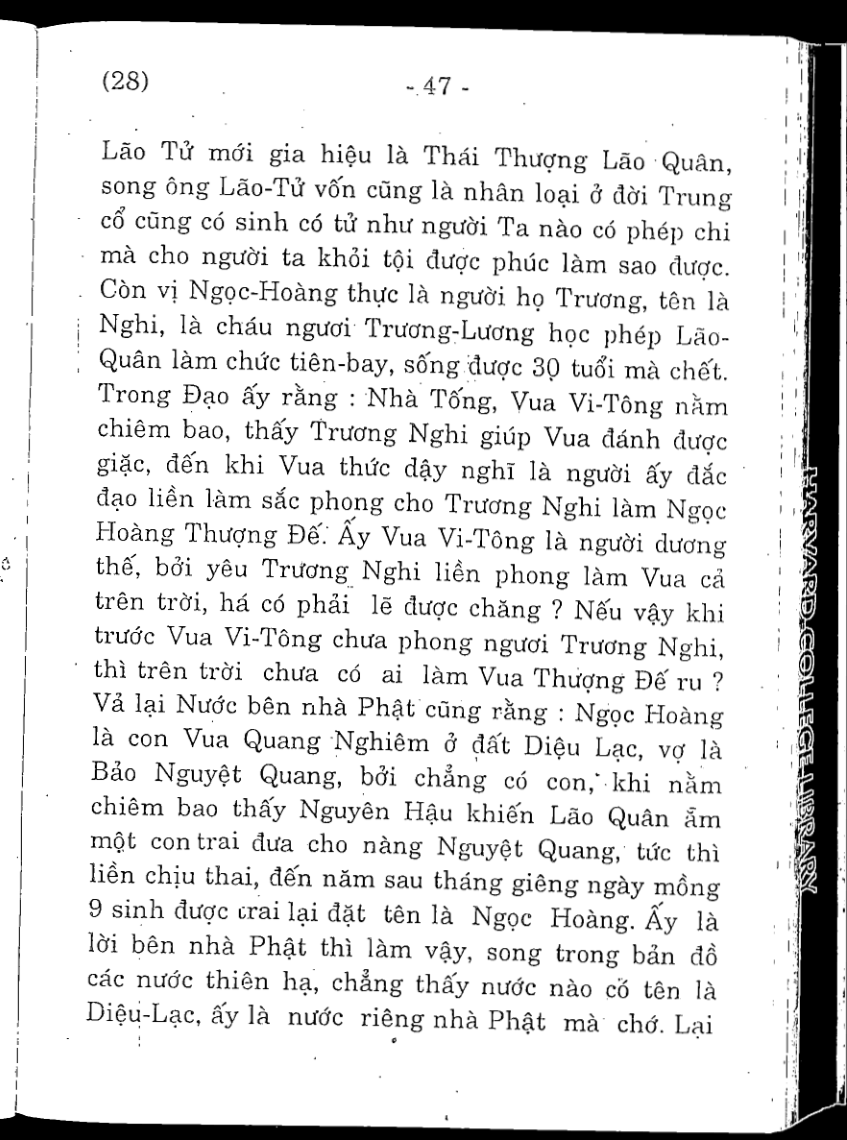 (28)
- 47 -
Lão Tử mới gia hiệu là Thái Thượng Lão Quân,
song ông Lão-Tử vốn cũng là nhân loại ở đời Trung
cổ cũng có sinh có tử như người Ta nào có phép chi
mà cho người ta khỏi tội được phúc làm sao được.
Còn vị Ngọc-Hoàng thực là người họ Trương, tên là
Nghi, là cháu ngươi Trương-Lương học phép Lão-
Quân làm chức tiên-bay, sống được 30 tuổi mà chết.
Trong Đạo ấy rằng : Nhà Tống, Vua Vi-Tông nằm
chiêm bao, thấy Trương Nghi giúp Vua đánh được
giặc, đến khi Vua thức dậy nghĩ là người ấy đắc
đạo liền làm sắc phong cho Trương Nghi làm Ngọc
Hoàng Thượng Đế. Ấy Vua Vi-Tông là người dương
thế, bởi yêu Trương Nghi liền phong làm Vua cả
trên trời, há có phải lẽ được chăng ? Nếu vậy khi
trước Vua Vi-Tông chưa phong ngươi Trương Nghi,
thì trên trời chưa có ai làm Vua Thượng Đế ru ?
Vả lại Nước bên nhà Phật cũng rằng : Ngọc Hoàng
là con Vua Quang Nghiêm ở đất Diệu Lạc, vợ là
Bảo Nguyệt Quang, bởi chẳng có con, khi nằm
chiêm bao thấy Nguyên Hậu khiến Lão Quân ẵm
một con trai đưa cho nàng Nguyệt Quang, tức thì
liền chịu thai, đến năm sau tháng giêng ngày mồng
9 sinh được trai lại đặt tên là Ngọc Hoàng. Ấy là
lời bên nhà Phật thì làm vậy, song trong bản đồ
các nước thiên hạ, chẳng thấy nước nào có tên là
Diệu-Lạc, ấy là nước riêng nhà Phật mà chớ. Lại
HARVARD COLLEGE LIBRARY